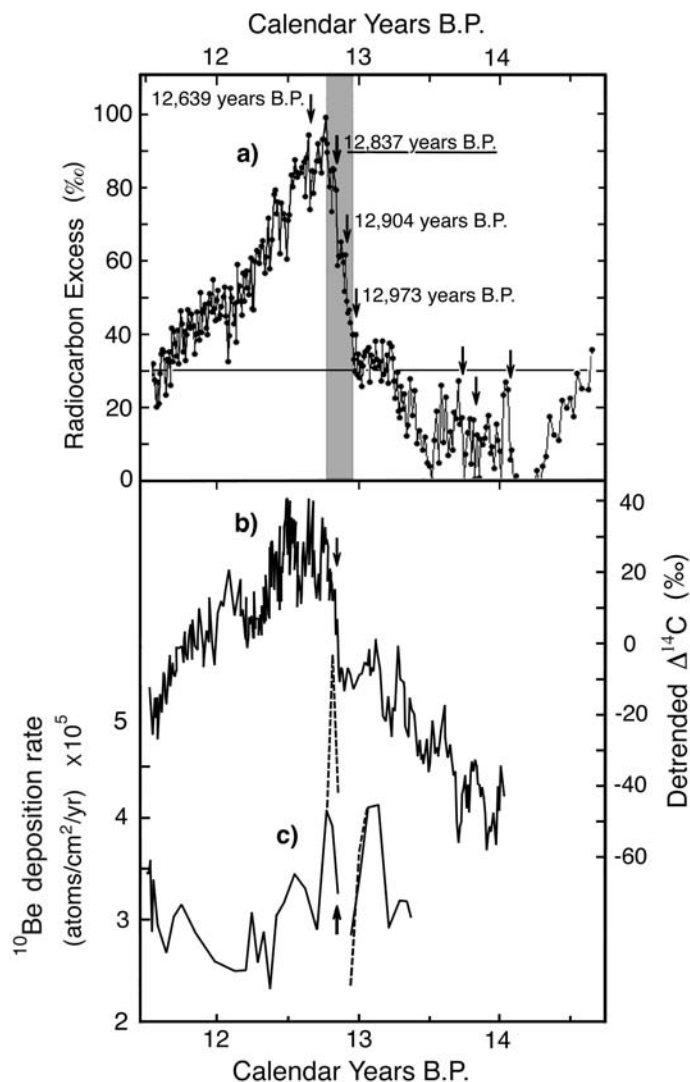 Calendar Years B.P.
12 13 14
100
80
60
40
20
0
Radiocarbon Excess (‰)
a)
12,639 years B.P.
12,837 years B.P.
12,904 years B.P.
12,973 years B.P.
b)
40
20
0
-20
-40
-60
Detrended Δ¹⁴C (‰)
c)
5
4
3
2
¹⁰Be deposition rate
(atoms/cm²/yr) x10⁵
12 13 14
Calendar Years B.P.